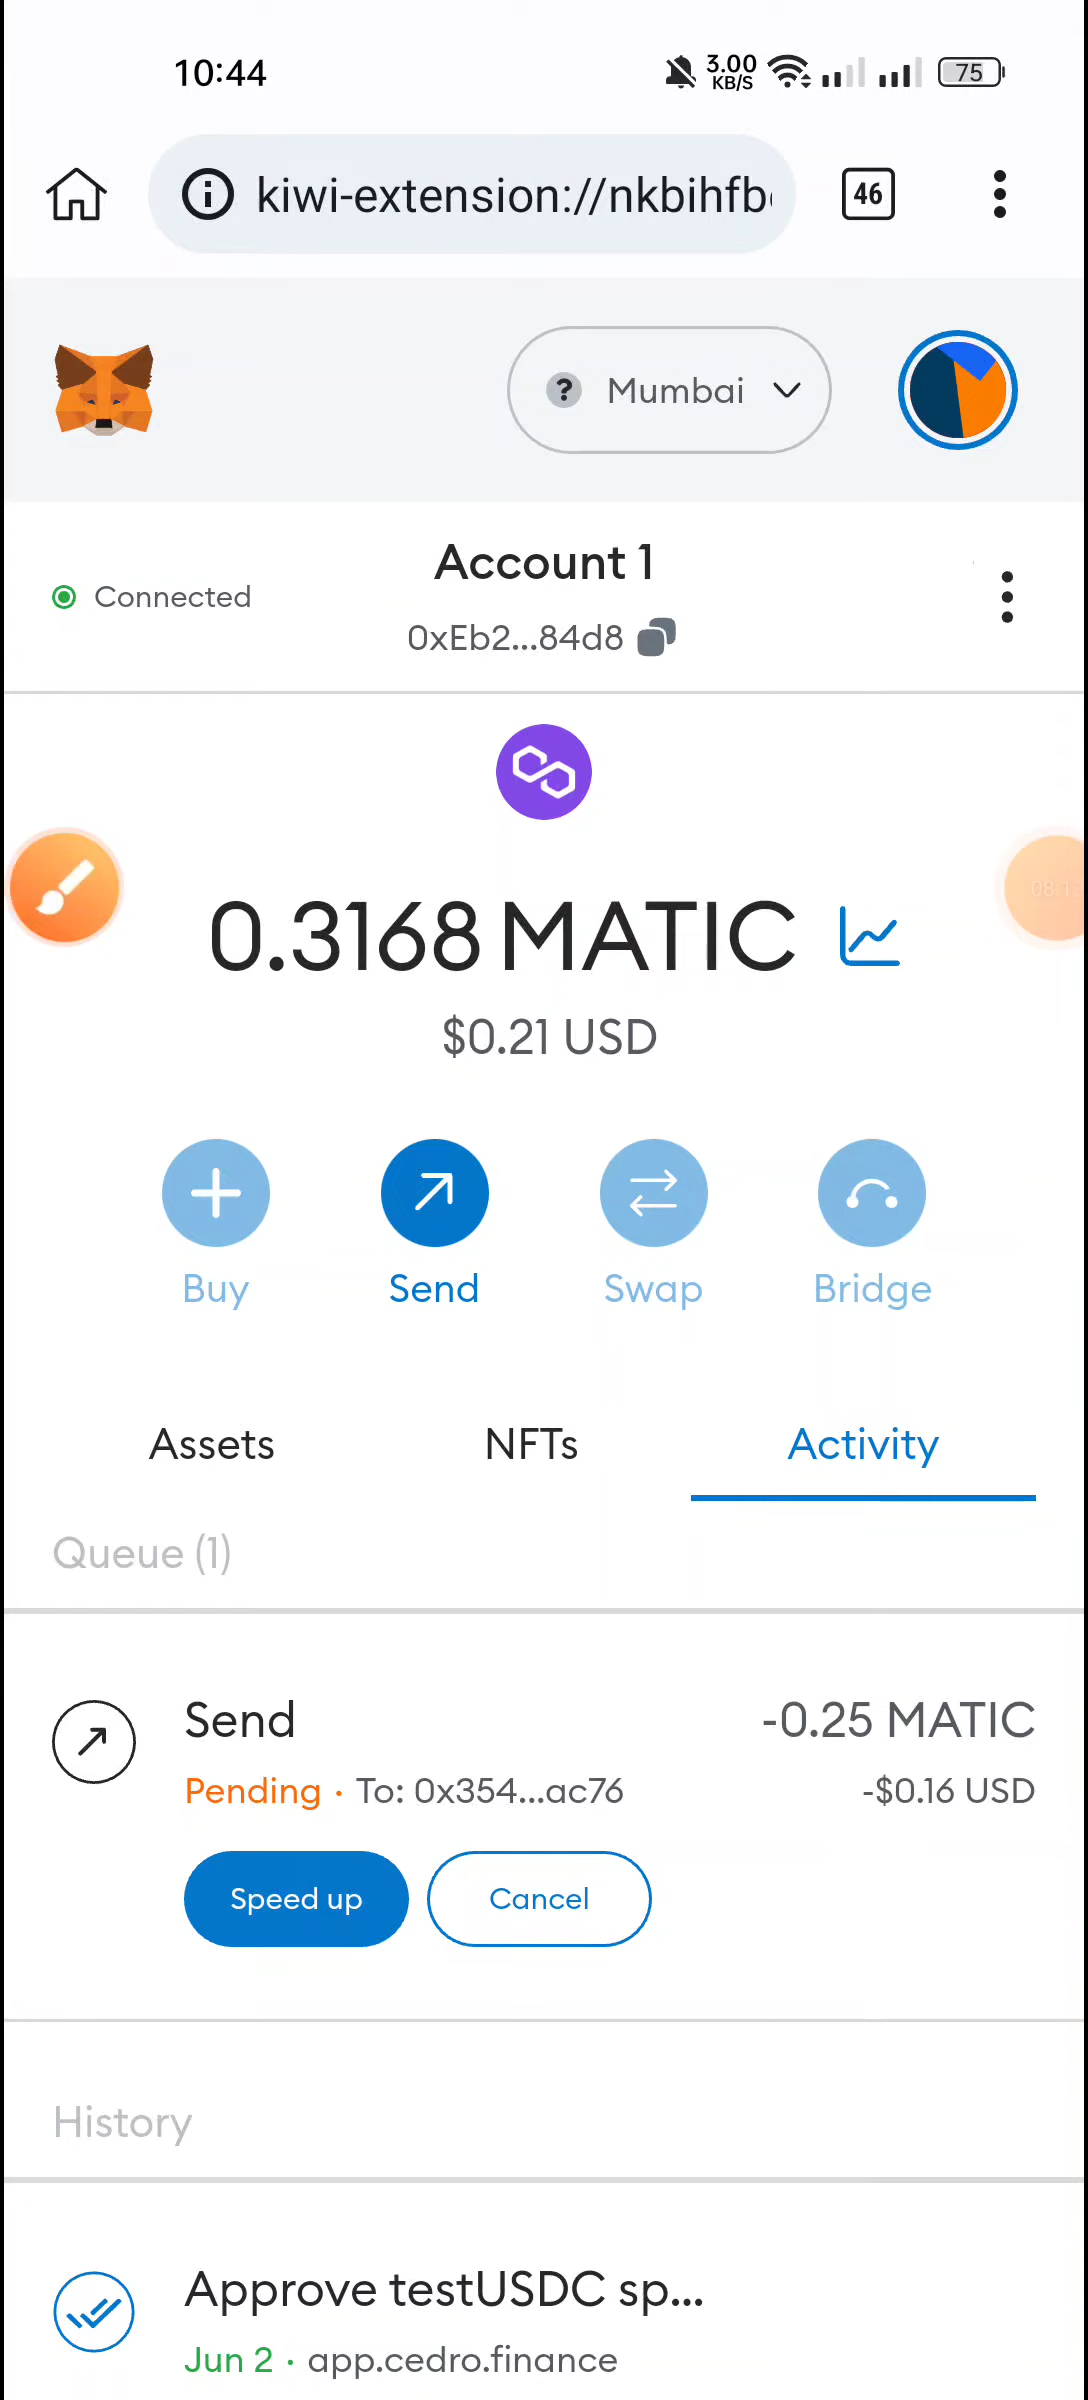 10:44
3.00
KB/S
75
kiwi-extension://nkbihfb
46
? Mumbai
Account 1
Connected
0xEb2...84d8
0.3168 MATIC
$0.21 USD
Buy Send Swap Bridge
Assets NFTs Activity
Queue (1)
Send -0.25 MATIC
Pending · To: 0x354...ac76 -$0.16 USD
Speed up Cancel
History
Approve testUSDC sp...
Jun 2 · app.cedro.finance